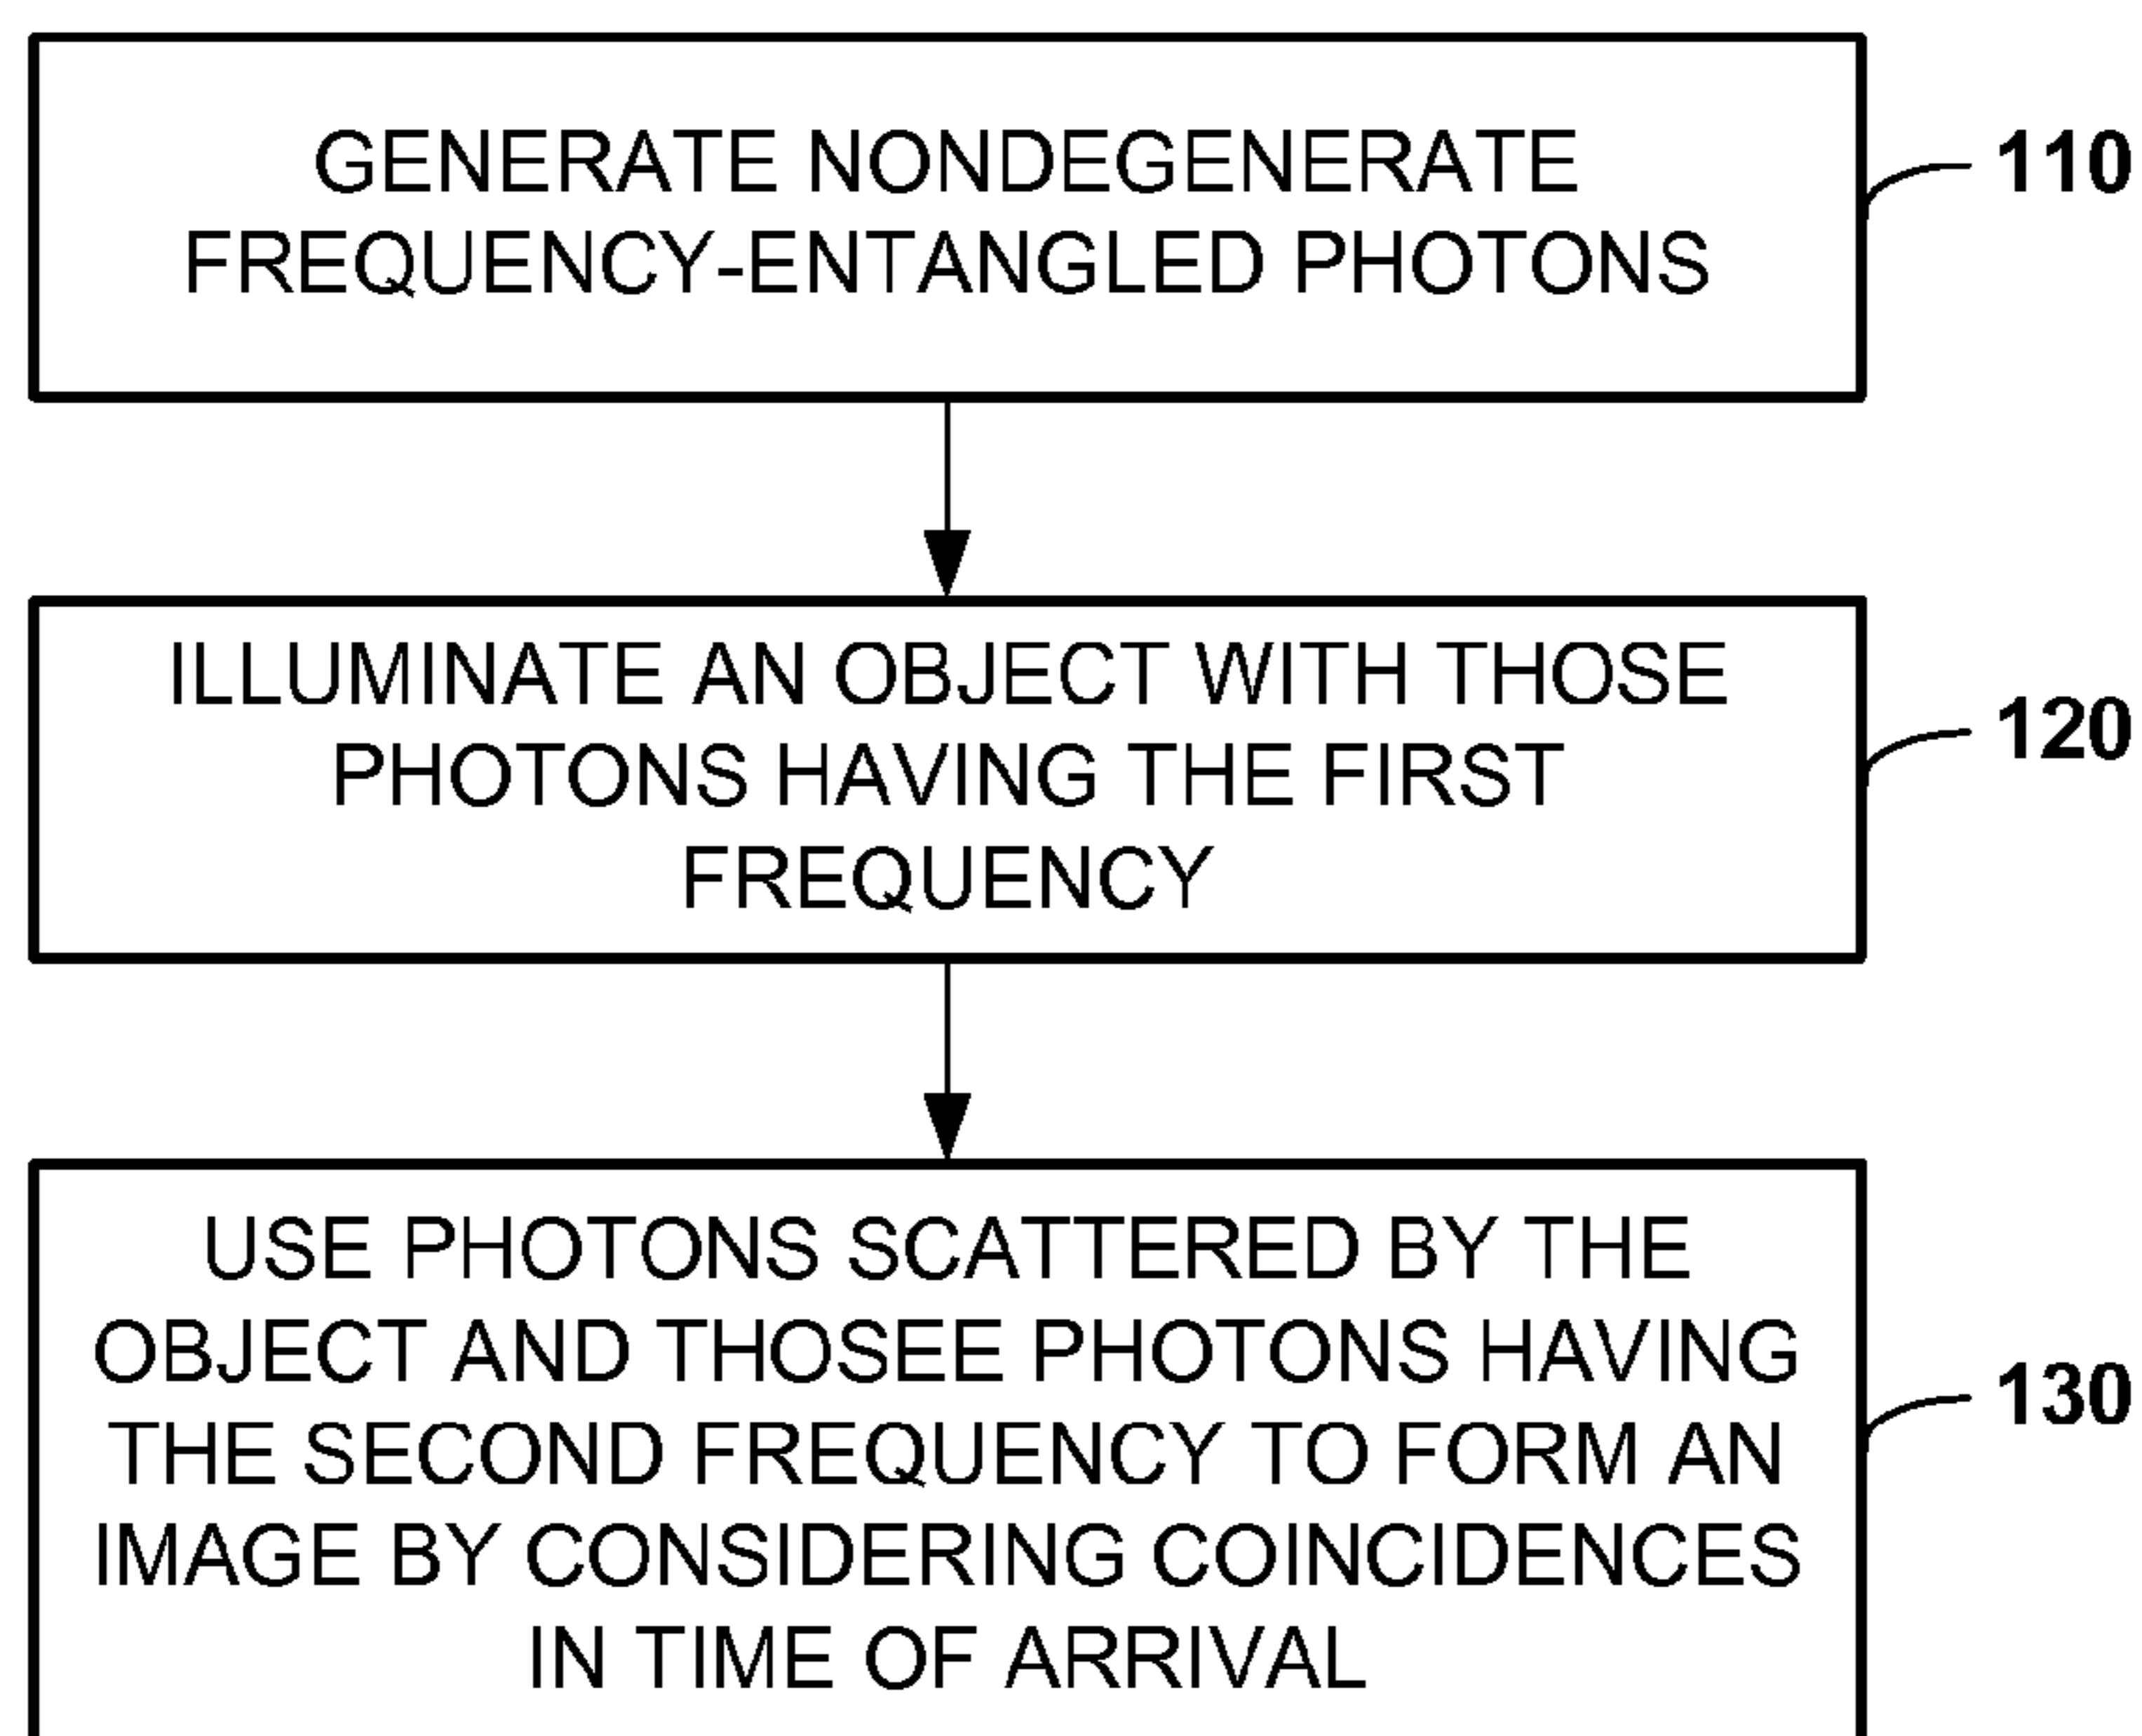 GENERATE NONDEGENERATE
FREQUENCY-ENTANGLED PHOTONS
110
ILLUMINATE AN OBJECT WITH THOSE
PHOTONS HAVING THE FIRST
FREQUENCY
120
USE PHOTONS SCATTERED BY THE
OBJECT AND THOSEE PHOTONS HAVING
THE SECOND FREQUENCY TO FORM AN
IMAGE BY CONSIDERING COINCIDENCES
IN TIME OF ARRIVAL
130